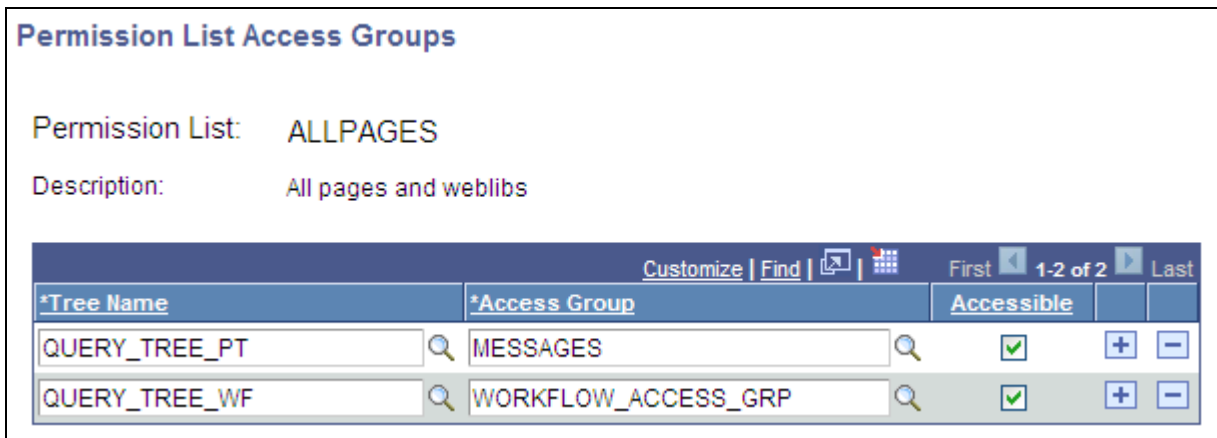 Permission List Access Groups
Permission List: ALLPAGES
Description: All pages and weblibs
Customize | Find | | First 1-2 of 2 Last
*Tree Name *Access Group Accessible
QUERY_TREE_PT MESSAGES
QUERY_TREE_WF WORKFLOW_ACCESS_GRP